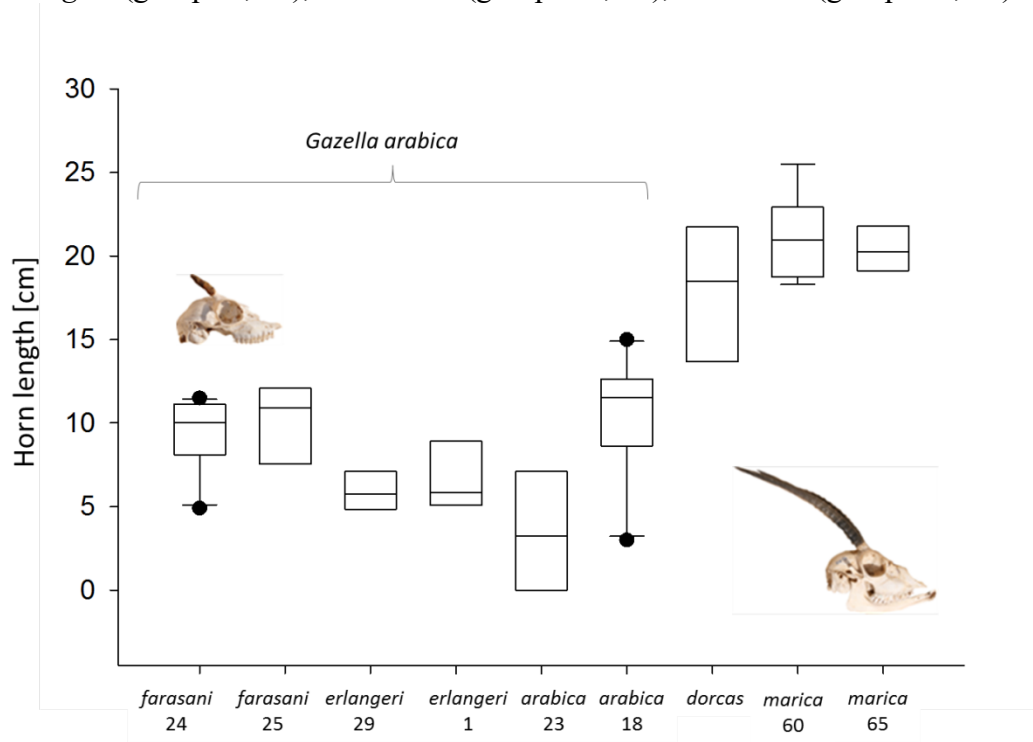 30
Gazella arabica
25
20
15
10
5
0
Horn length [cm]
farasani farasani erlangeri erlangeri arabica arabica dorcas marica marica
24 25 29 1 23 18 60 65